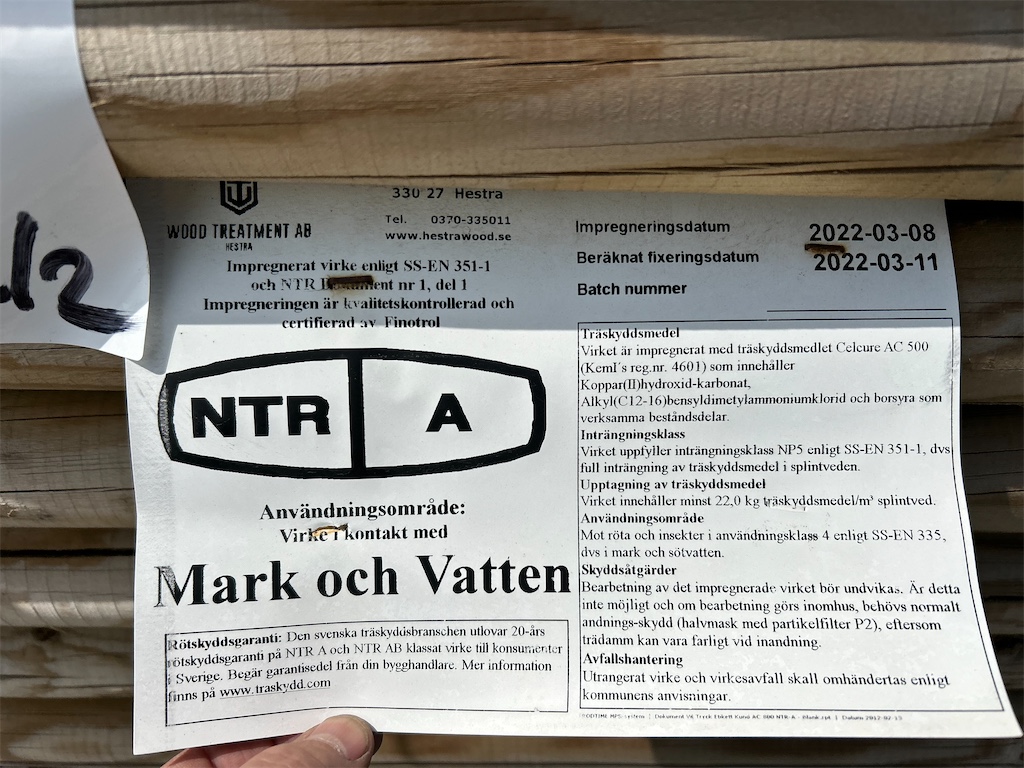 .12
WOOD TREATMENT AB
HESTRA
330 27 Hestra
Tel. 0370-335011
www.hestrawood.se
Impregnerat virke enligt SS-EN 351-1
och NTR nr 1, del 1
Impregneringen är kvalitetskontrollerad och
certifierad av Finotrol
NTR A
Användningsområde:
Virke i kontakt med
Mark och Vatten
Rötskyddsgaranti: Den svenska träskyddsbranschen utlovar 20-års
rötskyddsgaranti på NTR A och NTR AB klassat virke till konsumenter
i Sverige. Begär garantisedel från din bygghandlare. Mer information
finns på www.traskydd.com
Impregneringsdatum 2022-03-08
Beräknat fixeringsdatum 2022-03-11
Batch nummer
Träskyddsmedel
Virket är impregnerat med träskyddsmedlet Celcure AC 500
(KemI´s reg.nr. 4601) som innehåller
Koppar(II)hydroxid-karbonat,
Alkyl(C12-16)bensyldimetylammoniumklorid och borsyra som
verksamma beståndsdelar.
Inträngningsklass
Virket uppfyller inträngningsklass NP5 enligt SS-EN 351-1, dvs
full inträngning av träskyddsmedel i splintveden.
Upptagning av träskyddsmedel
Virket innehåller minst 22,0 kg träskyddsmedel/m³ splintved.
Användningsområde
Mot röta och insekter i användningsklass 4 enligt SS-EN 335,
dvs i mark och sötvatten.
Skyddsåtgärder
Bearbetning av det impregnerade virket bör undvikas. Är detta
inte möjligt och om bearbetning görs inomhus, behövs normalt
andnings-skydd (halvmask med partikelfilter P2), eftersom
trädamm kan vara farligt vid inandning.
Avfallshantering
Utrangerat virke och virkesavfall skall omhändertas enligt
kommunens anvisningar.